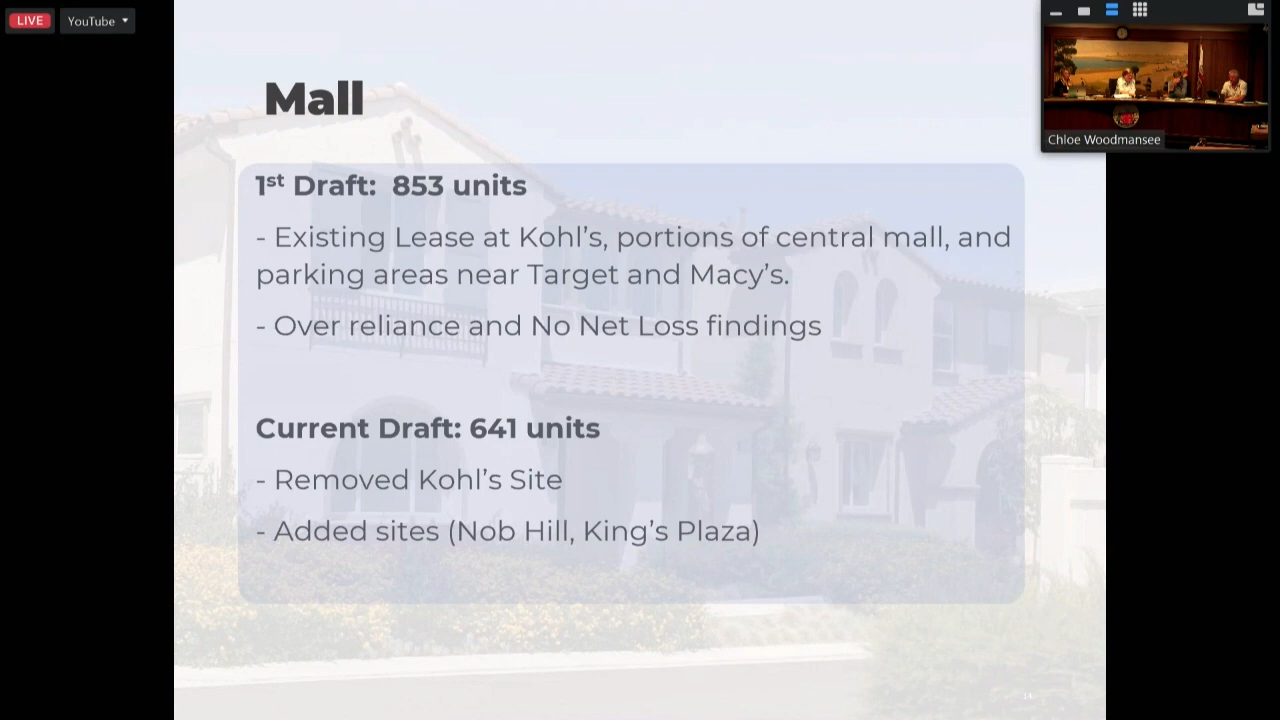 LIVE
YouTube
Mall
Chloe Woodmansee
1st Draft:  853 units
- Existing Lease at Kohl’s, portions of central mall, and
parking areas near Target and Macy’s.
- Over reliance and No Net Loss findings
Current Draft: 641 units
- Removed Kohl’s Site
- Added sites (Nob Hill, King’s Plaza)
14